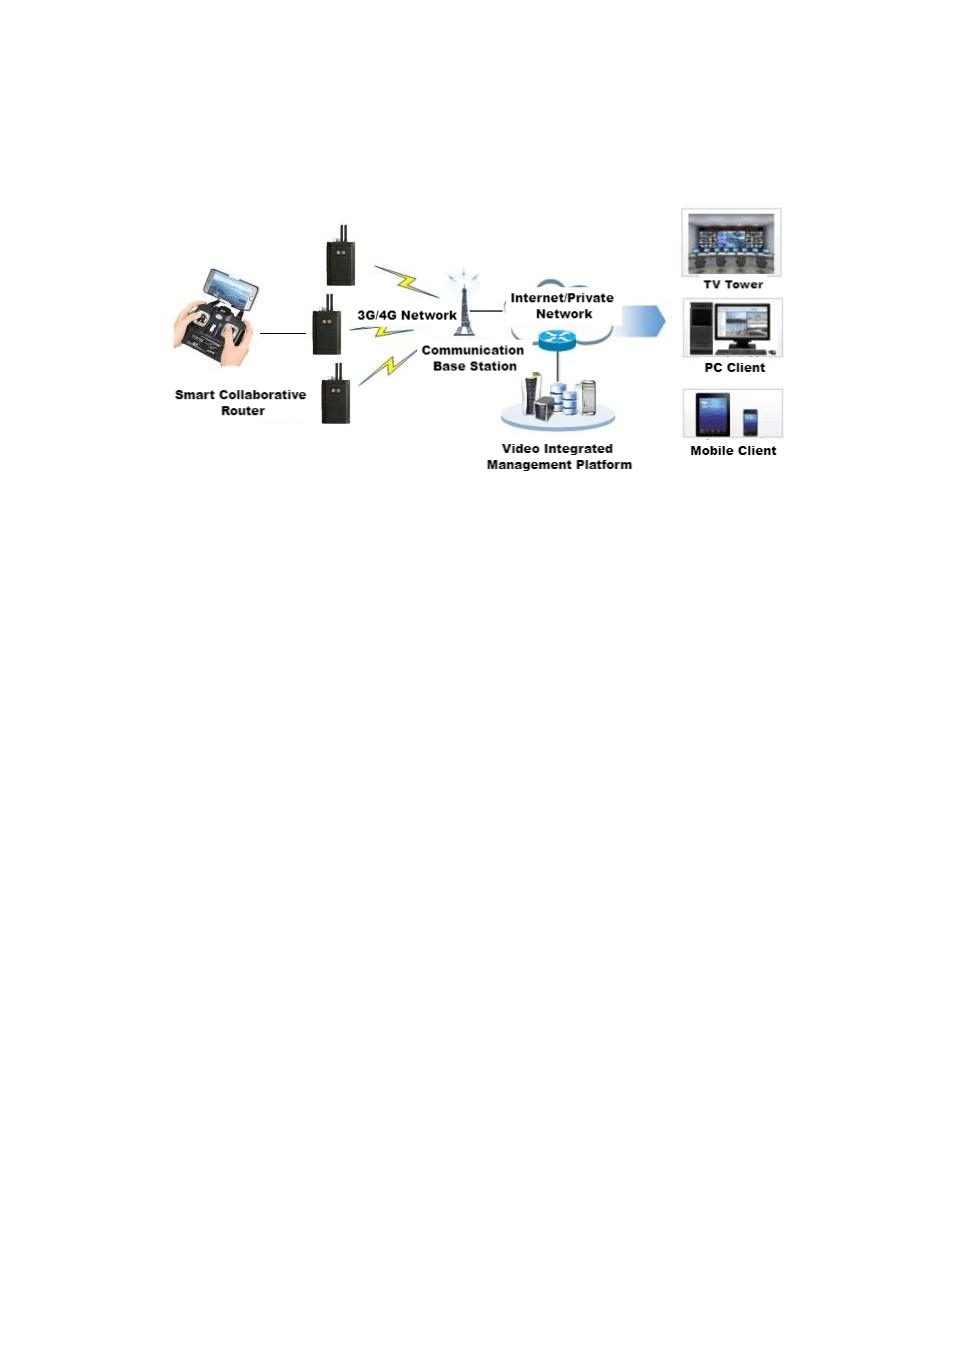 TV Tower
Internet/Private
Network
3G/4G Network
Communication
Base Station
PC Client
Smart Collaborative
Router
Video Integrated
Management Platform
Mobile Client